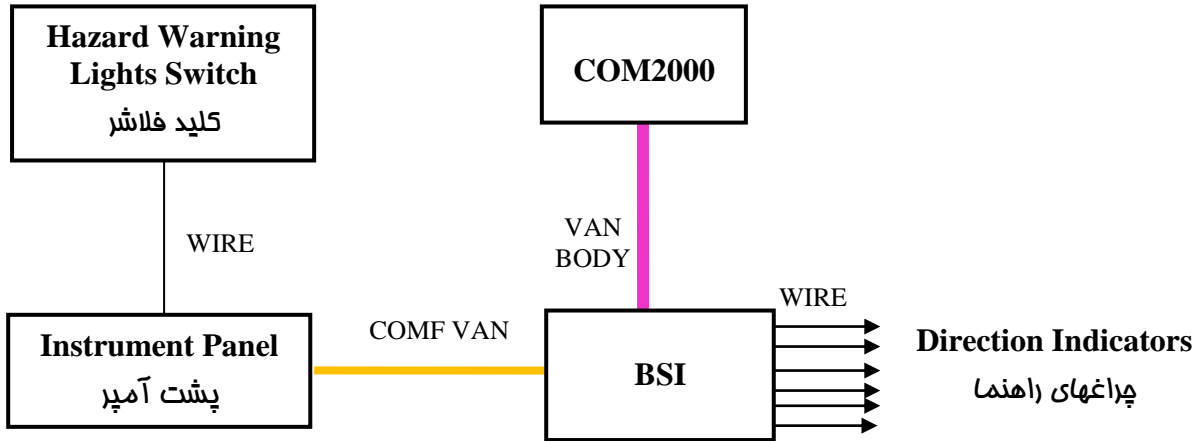 Hazard Warning
Lights Switch
کلید فلاشر
COM2000
WIRE
VAN
BODY
WIRE
Instrument Panel
پشت آمپر
COMF VAN
BSI
Direction Indicators
چراغهای راهنما